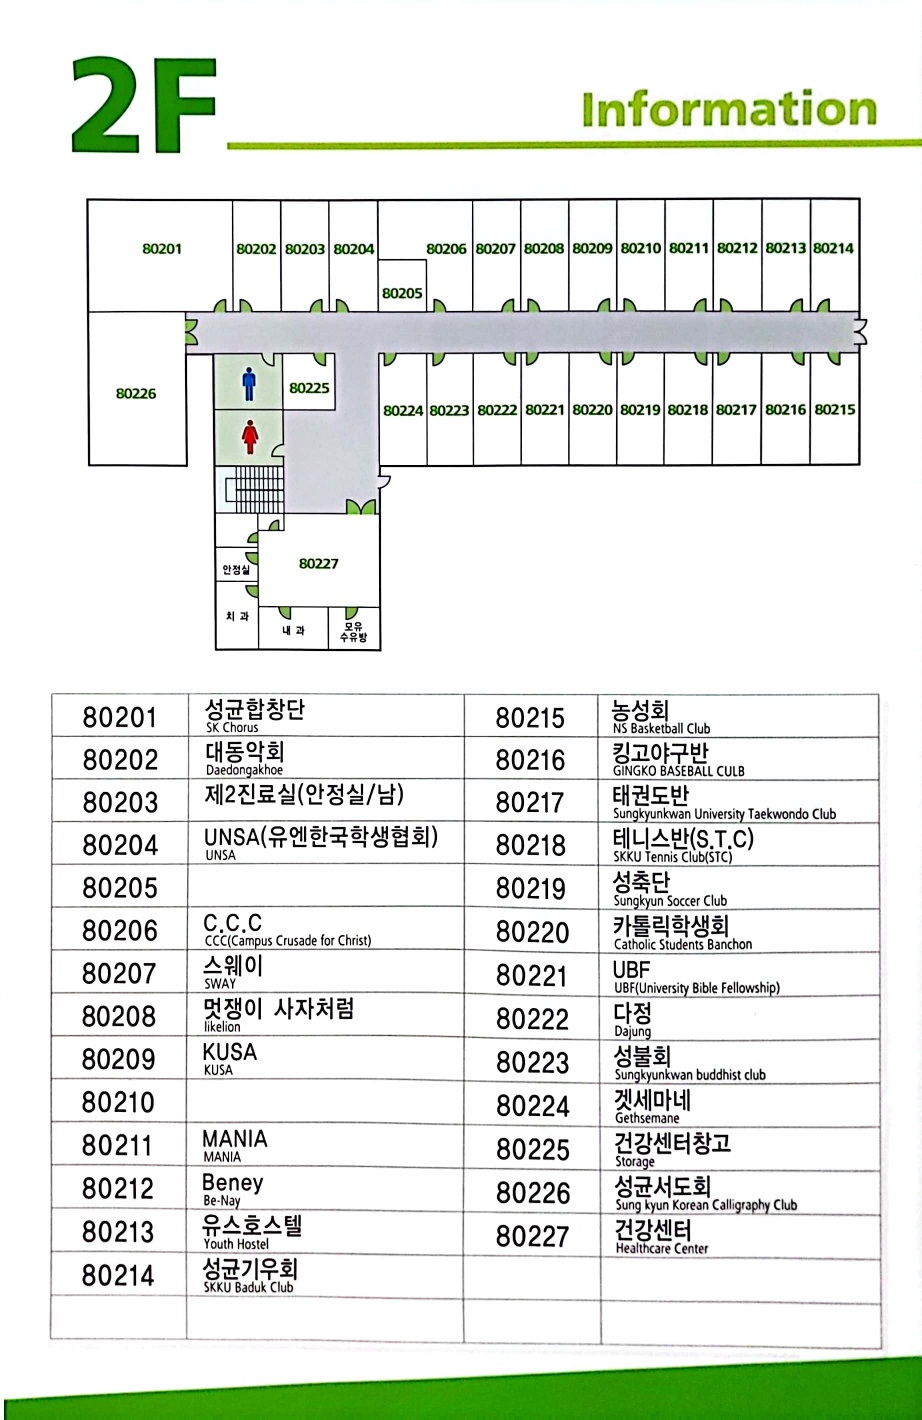 2F
Information
80201 80202 80203 80204 80206 80207 80208 80209 80210 80211 80212 80213 80214
80205
80226
80225
80224 80223 80222 80221 80220 80219 80218 80217 80216 80215
80227
안정실
치 과
내 과
모유
수유방
80201 성균합창단
SK Chorus
80202 대동악회
Daedongakhoe
80203 제2진료실(안정실/남)
80204 UNSA(유엔한국학생협회)
UNSA
80205
80206 C.C.C
CCC(Campus Crusade for Christ)
80207 스웨이
SWAY
80208 멋쟁이 사자처럼
likelion
80209 KUSA
KUSA
80210
80211 MANIA
MANIA
80212 Beney
Be-Nay
80213 유스호스텔
Youth Hostel
80214 성균기우회
SKKU Baduk Club
80215 농성회
NS Basketball Club
80216 킹고야구반
GINGKO BASEBALL CULB
80217 태권도반
Sungkyunkwan University Taekwondo Club
80218 테니스반(S.T.C)
SKKU Tennis Club(STC)
80219 성축단
Sungkyun Soccer Club
80220 카톨릭학생회
Catholic Students Banchon
80221 UBF
UBF(University Bible Fellowship)
80222 다정
Dajung
80223 성불회
Sungkyunkwan buddhist club
80224 겟세마네
Gethsemane
80225 건강센터창고
Storage
80226 성균서도회
Sung kyun Korean Calligraphy Club
80227 건강센터
Healthcare Center